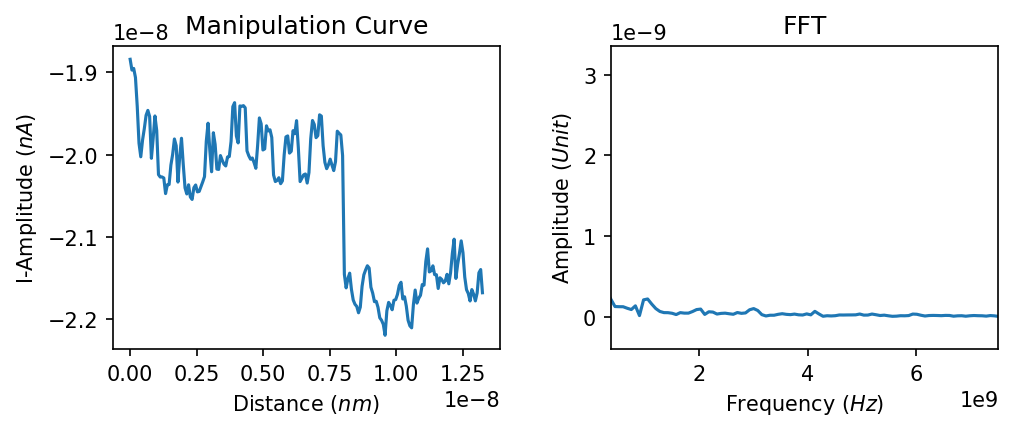 Manipulation Curve
1e−8
−1.9
−2.0
−2.1
−2.2
I-Amplitude (nA)
0.00 0.25 0.50 0.75 1.00 1.25
Distance (nm)
1e−8
FFT
1e−9
3
2
1
0
Amplitude (Unit)
2 4 6
Frequency (Hz)
1e9